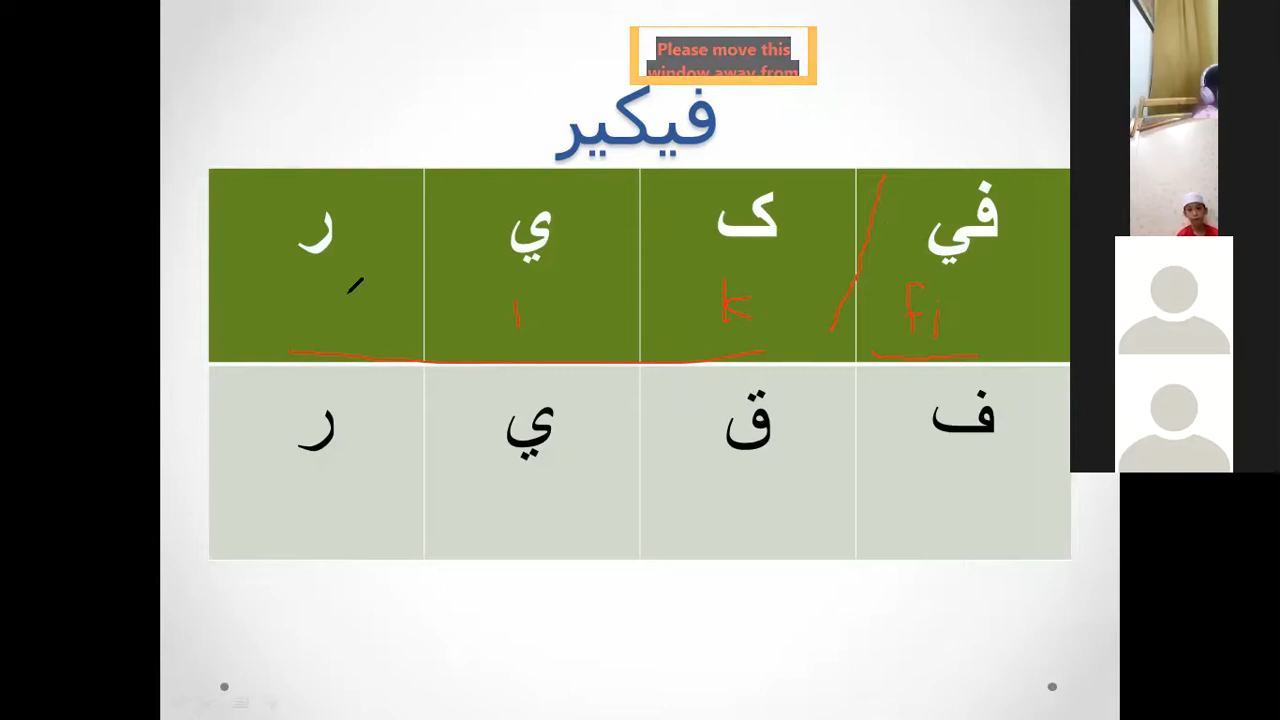 Please move this
window away from
فيكير
في ک ي ر
fi k i
ف ق ي ر